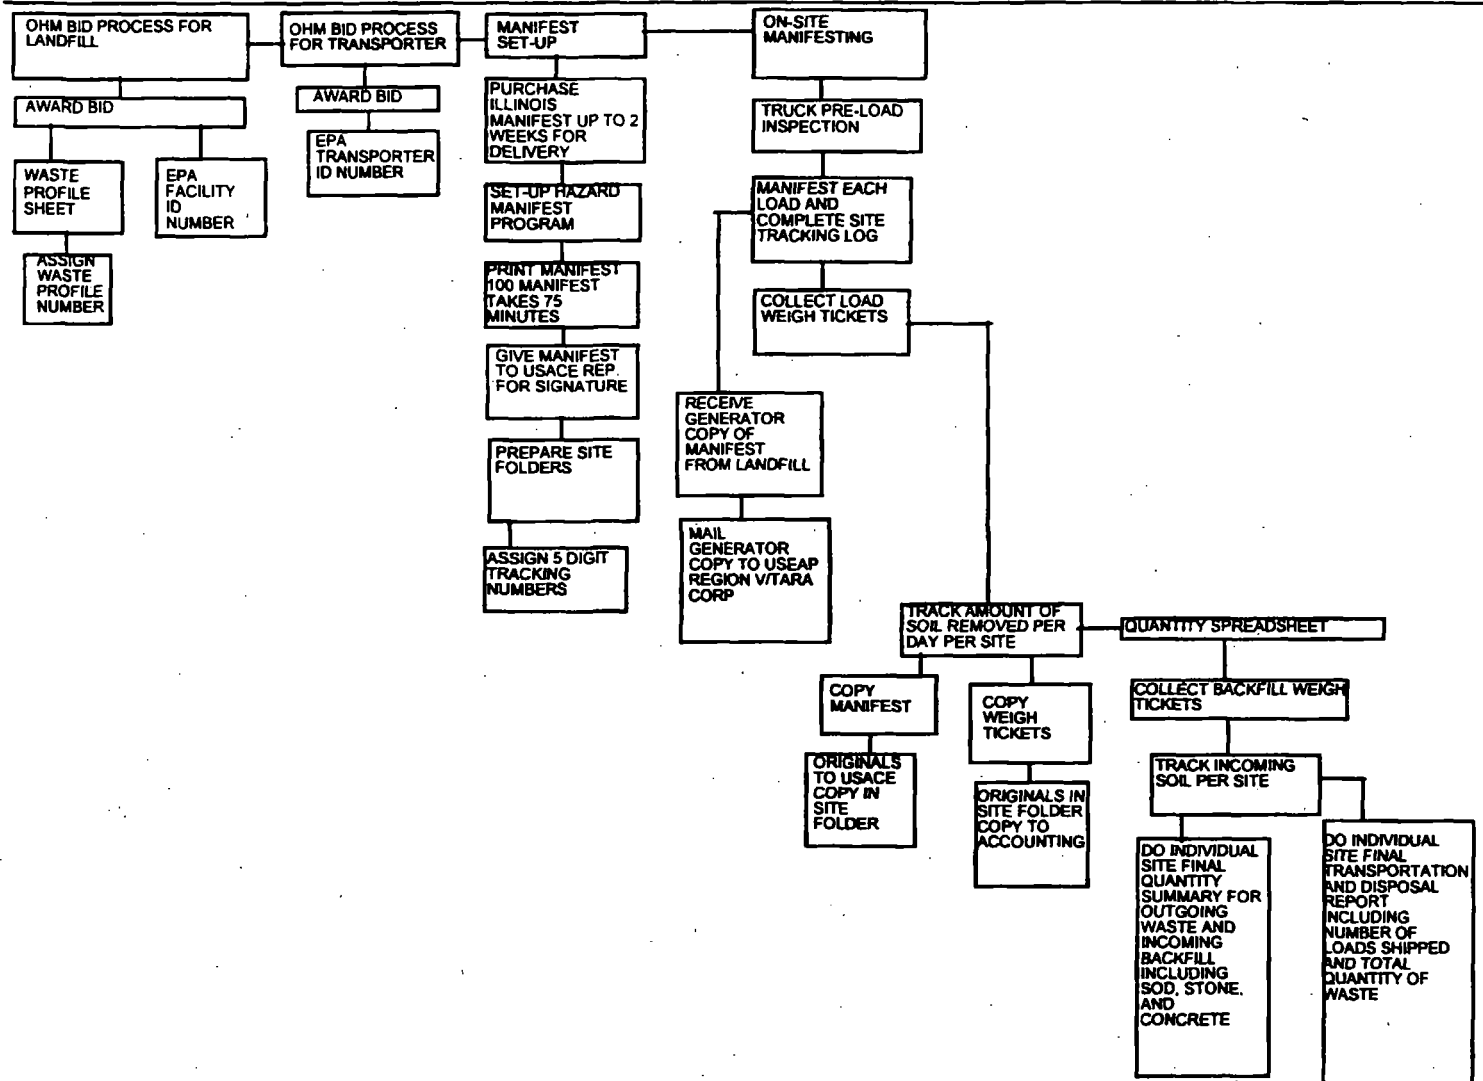 OHM BID PROCESS FOR
LANDFILL
OHM BID PROCESS
FOR TRANSPORTER
MANIFEST
SET-UP
ON-SITE
MANIFESTING
AWARD BID
WASTE
PROFILE
SHEET
EPA
FACILITY
ID
NUMBER
ASSIGN
WASTE
PROFILE
NUMBER
AWARD BID
EPA
TRANSPORTER
ID NUMBER
PURCHASE
ILLINOIS
MANIFEST UP TO 2
WEEKS FOR
DELIVERY
SET-UP HAZARD
MANIFEST
PROGRAM
PRINT MANIFEST
100 MANIFEST
TAKES 75
MINUTES
GIVE MANIFEST
TO USACE REP.
FOR SIGNATURE
PREPARE SITE
FOLDERS
ASSIGN 5 DIGIT
TRACKING
NUMBERS
TRUCK PRE-LOAD
INSPECTION
MANIFEST EACH
LOAD AND
COMPLETE SITE
TRACKING LOG
COLLECT LOAD
WEIGH TICKETS
RECEIVE
GENERATOR
COPY OF
MANIFEST
FROM LANDFILL
MAIL
GENERATOR
COPY TO USEAP
REGION V/TARA
CORP
TRACK AMOUNT OF
SOIL REMOVED PER
DAY PER SITE
QUANTITY SPREADSHEET
COPY
MANIFEST
ORIGINALS
TO USACE
COPY IN
SITE
FOLDER
COPY
WEIGH
TICKETS
ORIGINALS IN
SITE FOLDER
COPY TO
ACCOUNTING
COLLECT BACKFILL WEIGH
TICKETS
TRACK INCOMING
SOIL PER SITE
DO INDIVIDUAL
SITE FINAL
QUANTITY
SUMMARY FOR
OUTGOING
WASTE AND
INCOMING
BACKFILL
INCLUDING
SOD, STONE,
AND
CONCRETE
DO INDIVIDUAL
SITE FINAL
TRANSPORTATION
AND DISPOSAL
REPORT
INCLUDING
NUMBER OF
LOADS SHIPPED
AND TOTAL
QUANTITY OF
WASTE